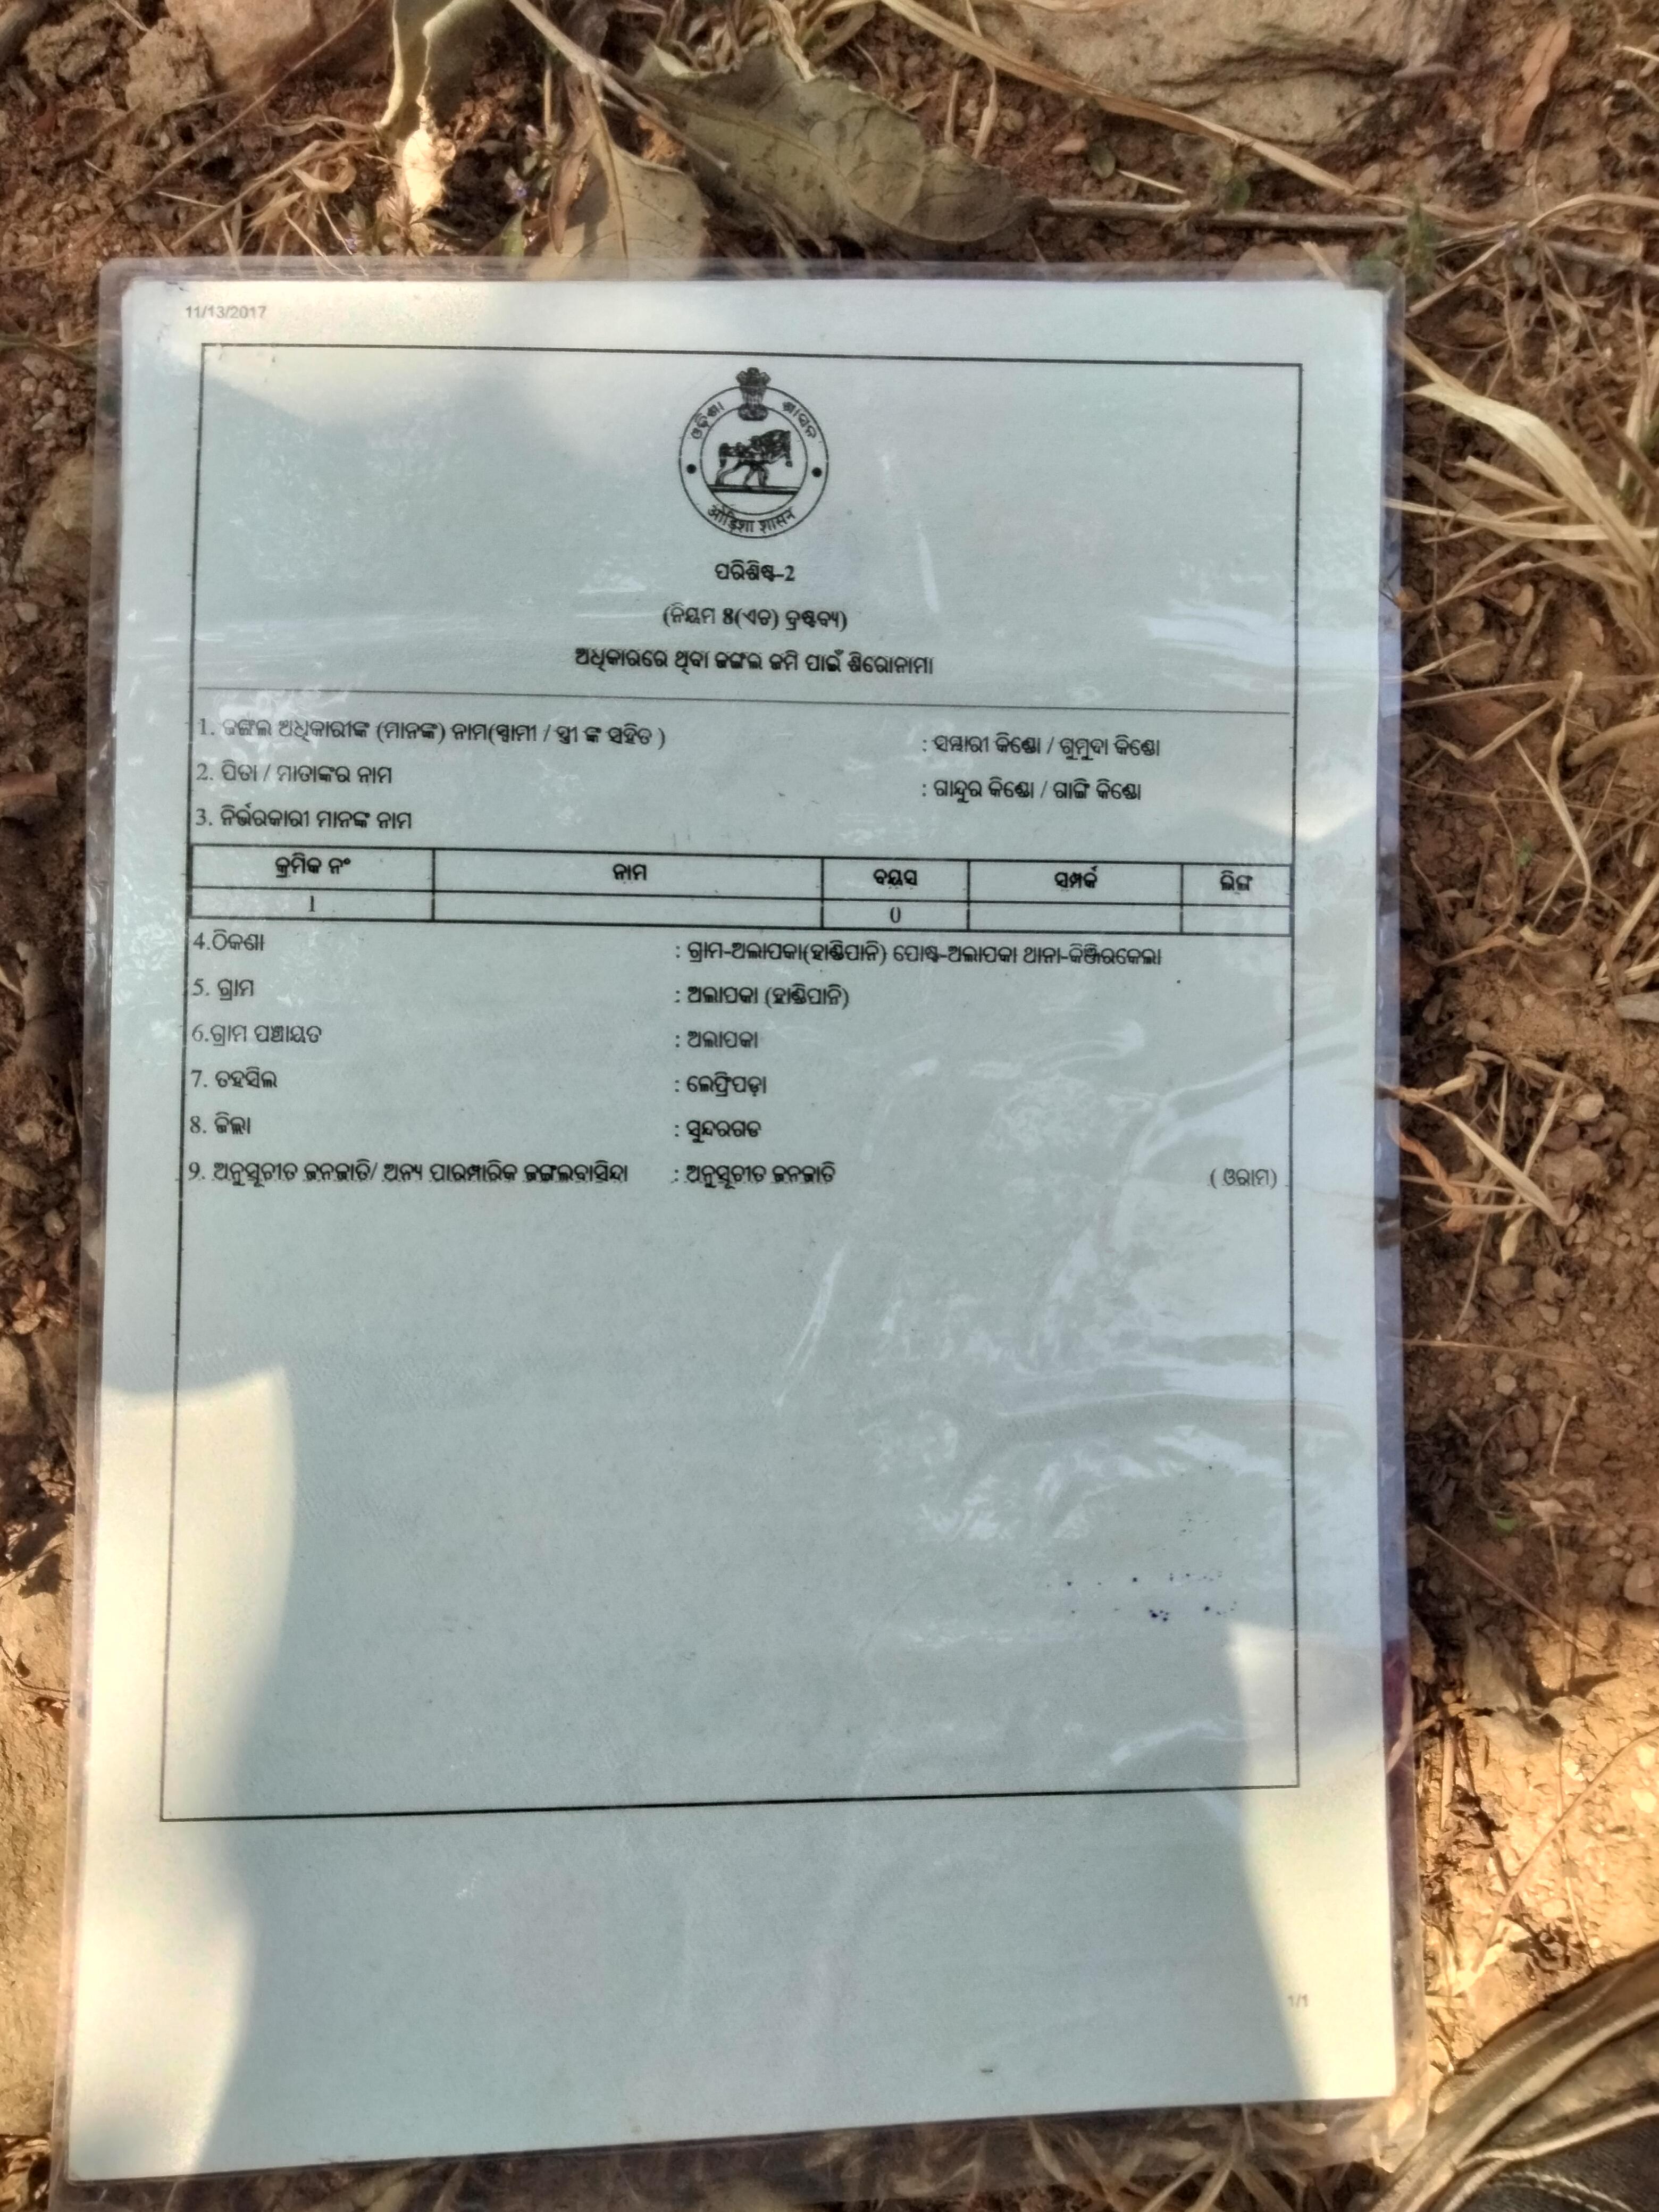 11/13/2017
ଓଡ଼ିଶା ଶାସନ
ओड़िशा शासन
ପରିଶିଷ୍ଟ-2
(ନିୟମ 8(ଏଚ) ଦ୍ରଷ୍ଟବ୍ୟ)
ଅଧିକାରରେ ଥିବା ଜଙ୍ଗଲ ଜମି ପାଇଁ ଶିରୋନାମା
1. ଜଙ୍ଗଲ ଅଧିକାରୀଙ୍କ (ମାନଙ୍କ) ନାମ(ସ୍ୱାମୀ / ସ୍ତ୍ରୀ ଙ୍କ ସହିତ ) : ସମ୍ଭାରୀ କିଣ୍ଡୋ / ଗୁମୁଦା କିଣ୍ଡୋ
2. ପିତା / ମାତାଙ୍କର ନାମ : ଗାନ୍ଦୁର କିଣ୍ଡୋ / ଗାଙ୍ଗି କିଣ୍ଡୋ
3. ନିର୍ଭରକାରୀ ମାନଙ୍କ ନାମ
କ୍ରମିକ ନଂ ନାମ ବୟସ ସମ୍ପର୍କ ଲିଙ୍ଗ
1 0
4.ଠିକଣା : ଗ୍ରାମ-ଅଲାପକା(ହାଣ୍ଡିପାନି) ପୋଷ୍ଟ-ଅଲାପକା ଥାନା-କିଞ୍ଜିରକେଲା
5. ଗ୍ରାମ : ଅଲାପକା (ହାଣ୍ଡିପାନି)
6.ଗ୍ରାମ ପଞ୍ଚାୟତ : ଅଲାପକା
7. ତହସିଲ : ଲେଫ୍ରିପଡ଼ା
8. ଜିଲ୍ଲା : ସୁନ୍ଦରଗଡ
9. ଅନୁସୂଚୀତ ଜନଜାତି/ ଅନ୍ୟ ପାରମ୍ପାରିକ ଜଙ୍ଗଲବାସିନ୍ଦା : ଅନୁସୂଚୀତ ଜନଜାତି ( ଓରାମ)
1/1